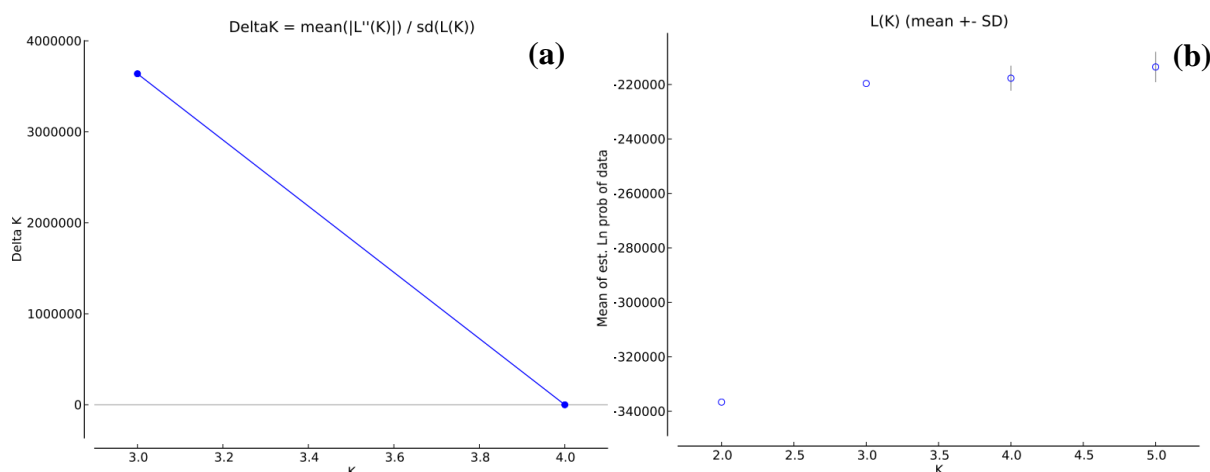 DeltaK = mean(|L''(K)|) / sd(L(K))
(a)
4000000
3000000
2000000
1000000
0
Delta K
3.0 3.2 3.4 3.6 3.8 4.0
K
L(K) (mean +- SD)
(b)
-220000
-240000
-260000
-280000
-300000
-320000
-340000
Mean of est. Ln prob of data
2.0 2.5 3.0 3.5 4.0 4.5 5.0
K